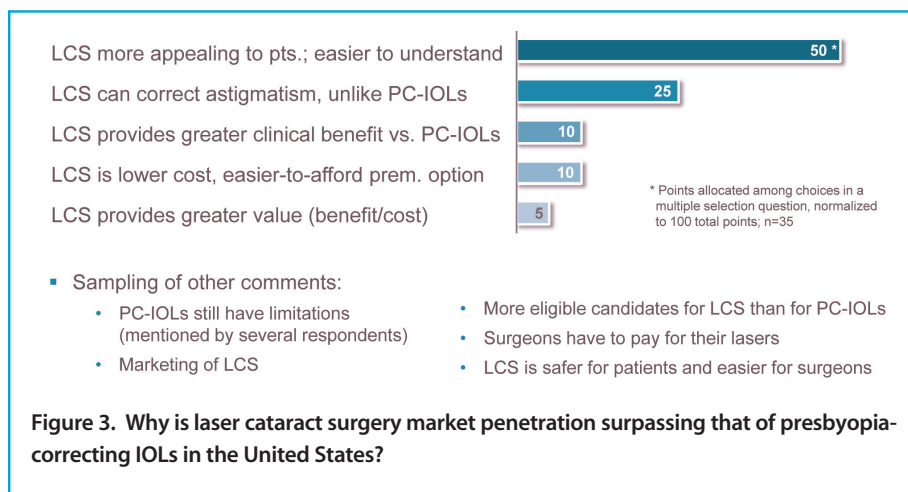 LCS more appealing to pts.; easier to understand
50 *
LCS can correct astigmatism, unlike PC-IOLs
25
LCS provides greater clinical benefit vs. PC-IOLs
10
LCS is lower cost, easier-to-afford prem. option
10
LCS provides greater value (benefit/cost)
5
* Points allocated among choices in a
multiple selection question, normalized
to 100 total points; n=35
▪ Sampling of other comments:
• PC-IOLs still have limitations
(mentioned by several respondents)
• Marketing of LCS
• More eligible candidates for LCS than for PC-IOLs
• Surgeons have to pay for their lasers
• LCS is safer for patients and easier for surgeons
Figure 3. Why is laser cataract surgery market penetration surpassing that of presbyopia-
correcting IOLs in the United States?